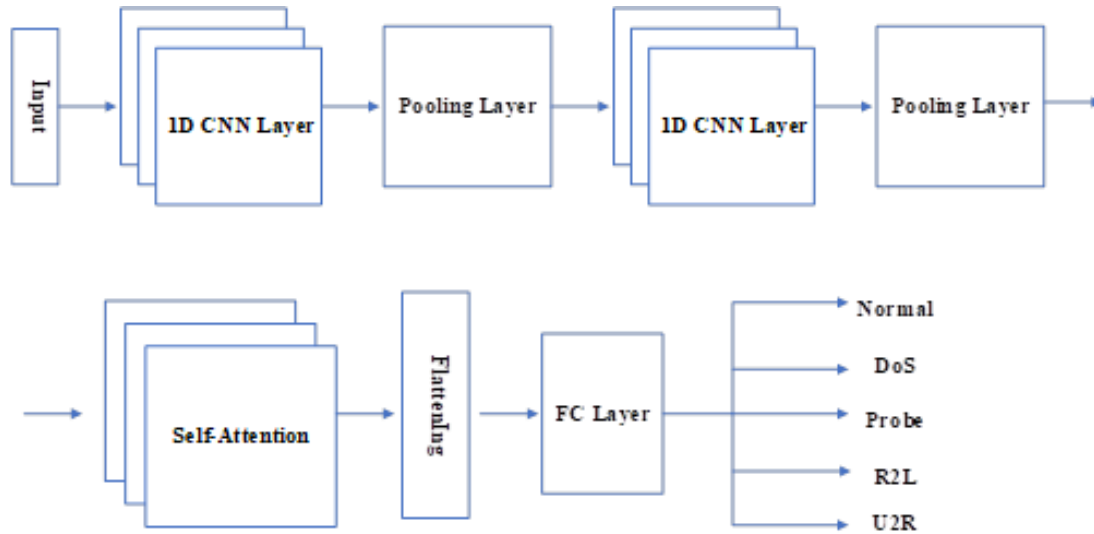 Input
1D CNN Layer
Pooling Layer
1D CNN Layer
Pooling Layer
Self-Attention
FlattenIng
FC Layer
Normal
DoS
Probe
R2L
U2R